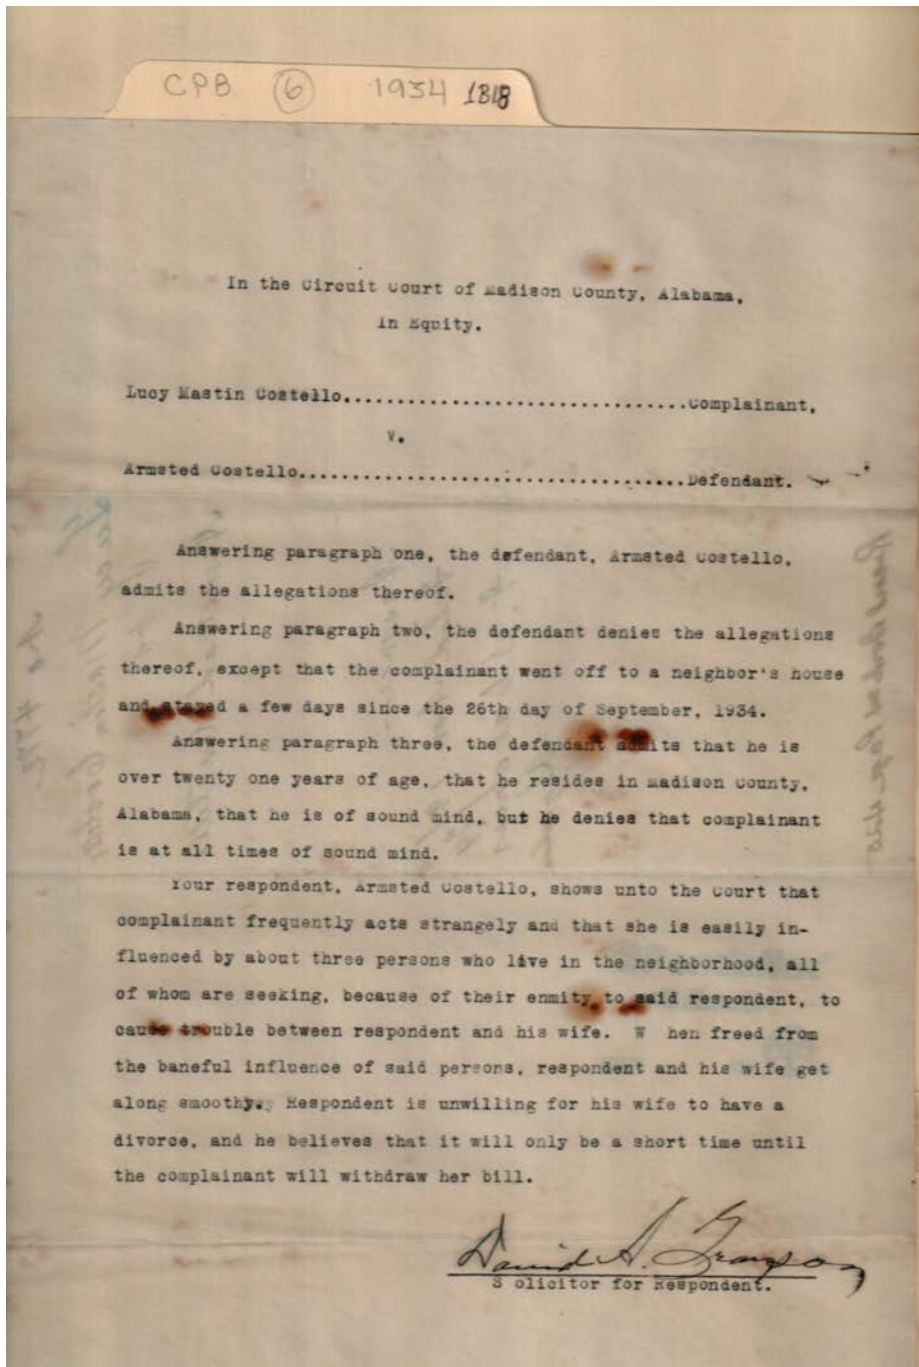 CPB 6 1934 1818
In the Circuit Court of Madison County, Alabama,
In Equity.
Lucy Mastin Costello................................Complainant,
V.
Armsted Costello....................................Defendant.
Answering paragraph one, the defendant, Armsted Costello,
admits the allegations thereof.
Answering paragraph two, the defendant denies the allegations
thereof, except that the complainant went off to a neighbor's house
and stayed a few days since the 26th day of September, 1934.
Answering paragraph three, the defendant admits that he is
over twenty one years of age, that he resides in Madison County,
Alabama, that he is of sound mind, but he denies that complainant
is at all times of sound mind.
Your respondent, Armsted Costello, shows unto the Court that
complainant frequently acts strangely and that she is easily in-
fluenced by about three persons who live in the neighborhood, all
of whom are seeking, because of their enmity to said respondent, to
cause trouble between respondent and his wife. W hen freed from
the baneful influence of said persons, respondent and his wife get
along smoothy. Respondent is unwilling for his wife to have a
divorce, and he believes that it will only be a short time until
the complainant will withdraw her bill.
David A. Grayson
S olicitor for Respondent.